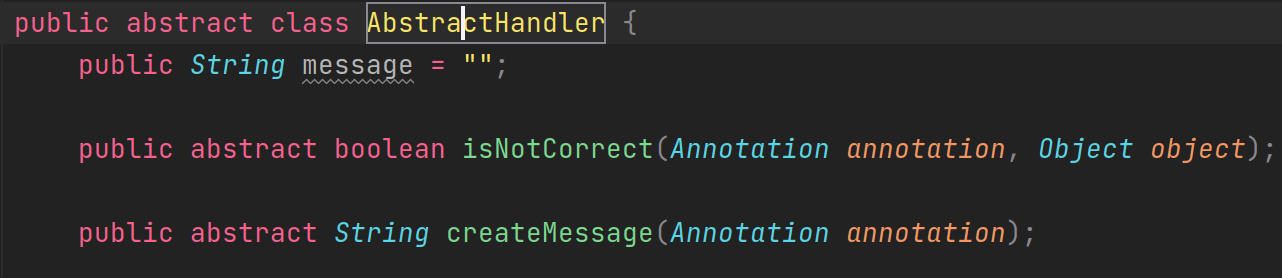 public abstract class AbstractHandler {
public String message = "";
public abstract boolean isNotCorrect(Annotation annotation, Object object);
public abstract String createMessage(Annotation annotation);